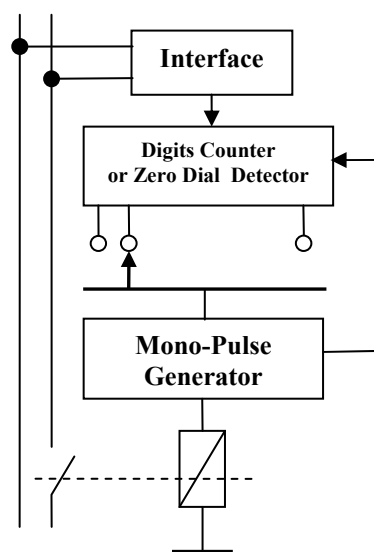 Interface
Digits Counter
or Zero Dial Detector
Mono-Pulse
Generator